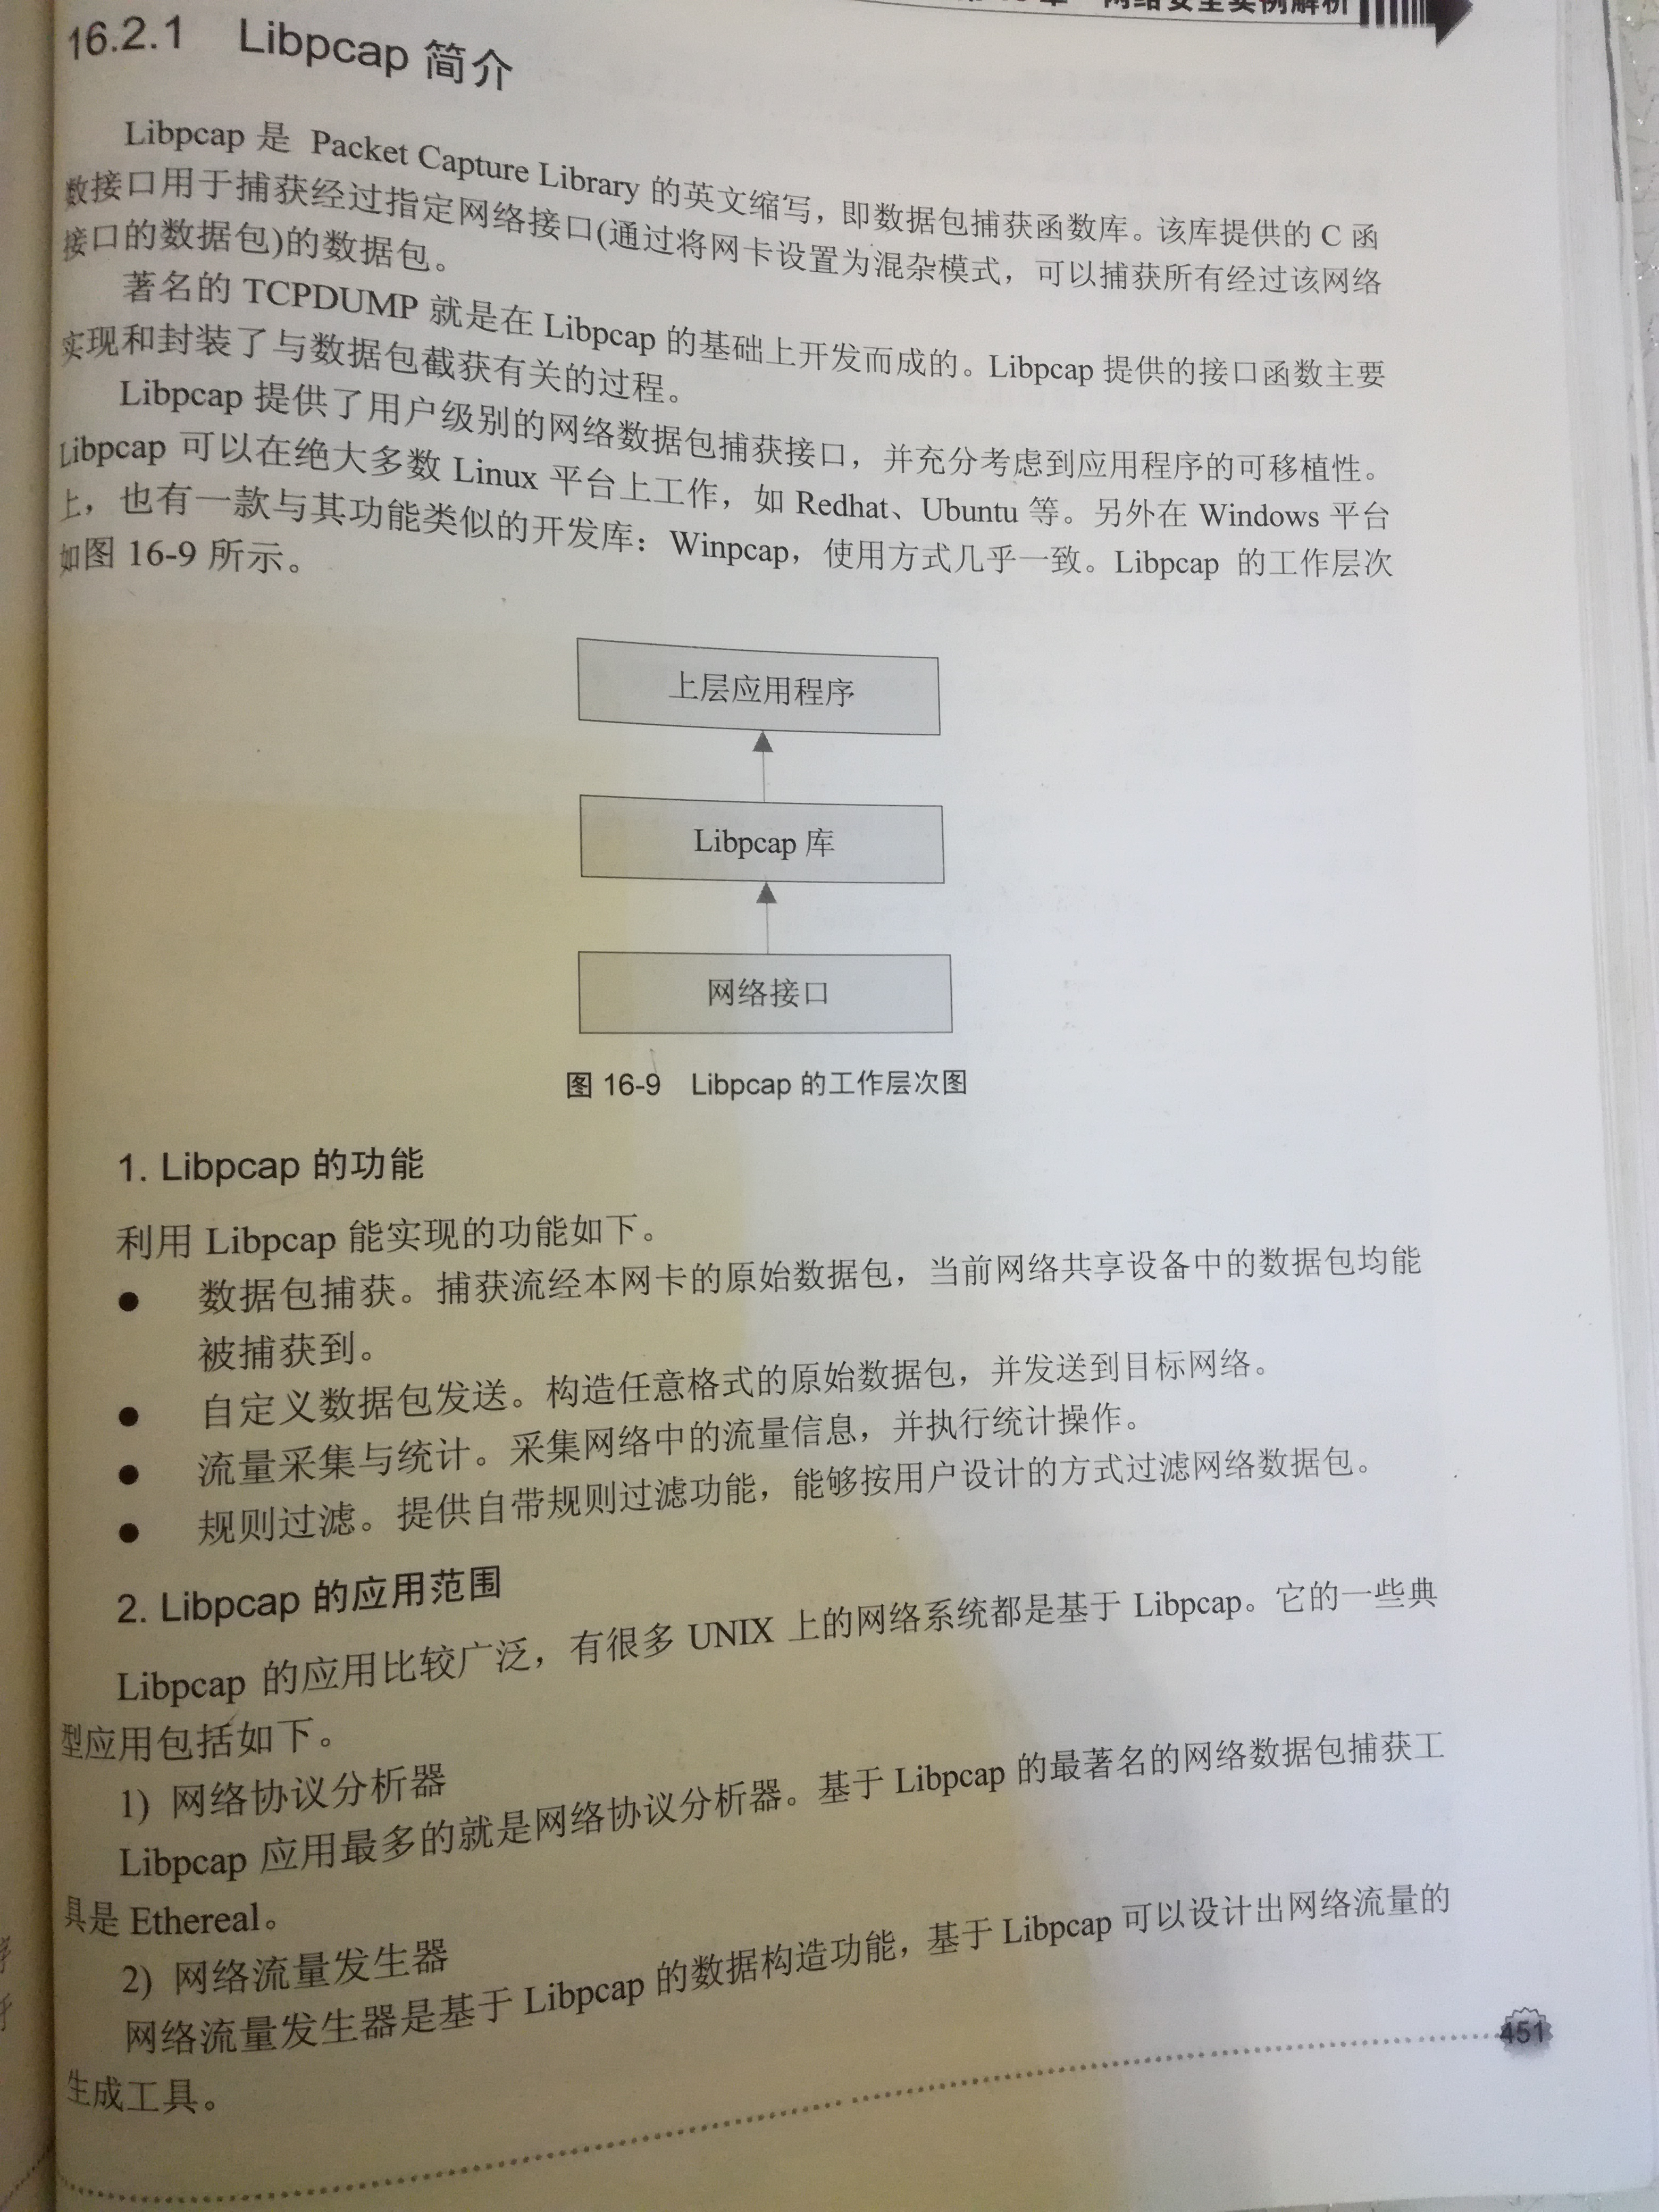 网络安全实例解析
16.2.1 Libpcap 简介
Libpcap 是 Packet Capture Library 的英文缩写，即数据包捕获函数库。该库提供的 C 函
数接口用于捕获经过指定网络接口(通过将网卡设置为混杂模式，可以捕获所有经过该网络
接口的数据包)的数据包。
著名的 TCPDUMP 就是在 Libpcap 的基础上开发而成的。Libpcap 提供的接口函数主要
实现和封装了与数据包截获有关的过程。
Libpcap 提供了用户级别的网络数据包捕获接口，并充分考虑到应用程序的可移植性。
Libpcap 可以在绝大多数 Linux 平台上工作，如 Redhat、Ubuntu 等。另外在 Windows 平台
上，也有一款与其功能类似的开发库：Winpcap，使用方式几乎一致。Libpcap 的工作层次
如图 16-9 所示。
上层应用程序
Libpcap 库
网络接口
图 16-9 Libpcap 的工作层次图
1. Libpcap 的功能
利用 Libpcap 能实现的功能如下。
● 数据包捕获。捕获流经本网卡的原始数据包，当前网络共享设备中的数据包均能
被捕获到。
● 自定义数据包发送。构造任意格式的原始数据包，并发送到目标网络。
● 流量采集与统计。采集网络中的流量信息，并执行统计操作。
● 规则过滤。提供自带规则过滤功能，能够按用户设计的方式过滤网络数据包。
2. Libpcap 的应用范围
Libpcap 的应用比较广泛，有很多 UNIX 上的网络系统都是基于 Libpcap。它的一些典
型应用包括如下。
1) 网络协议分析器
Libpcap 应用最多的就是网络协议分析器。基于 Libpcap 的最著名的网络数据包捕获工
具是 Ethereal。
2) 网络流量发生器
网络流量发生器是基于 Libpcap 的数据构造功能，基于 Libpcap 可以设计出网络流量的
生成工具。
451